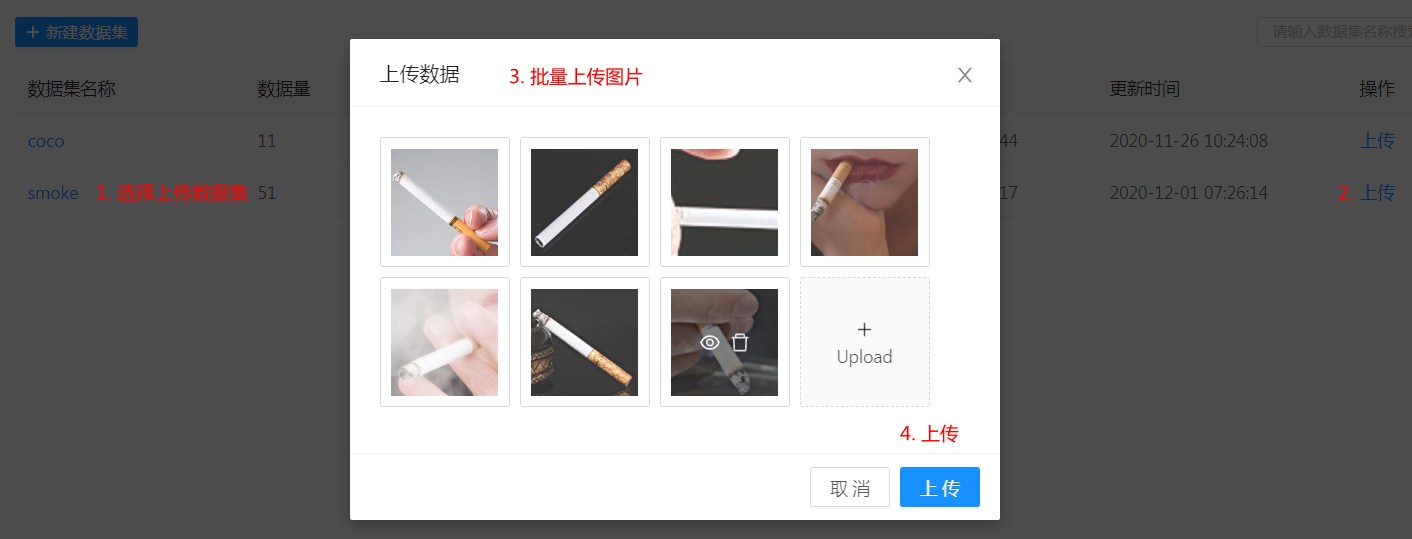 + 新建数据集
请输入数据集名称搜
上传数据
3. 批量上传图片
数据集名称
数据量
更新时间
操作
coco
11
44
2020-11-26 10:24:08
上传
smoke
1. 选择上传数据集
51
17
2020-12-01 07:26:14
2.
上传
Upload
4. 上传
取 消
上 传